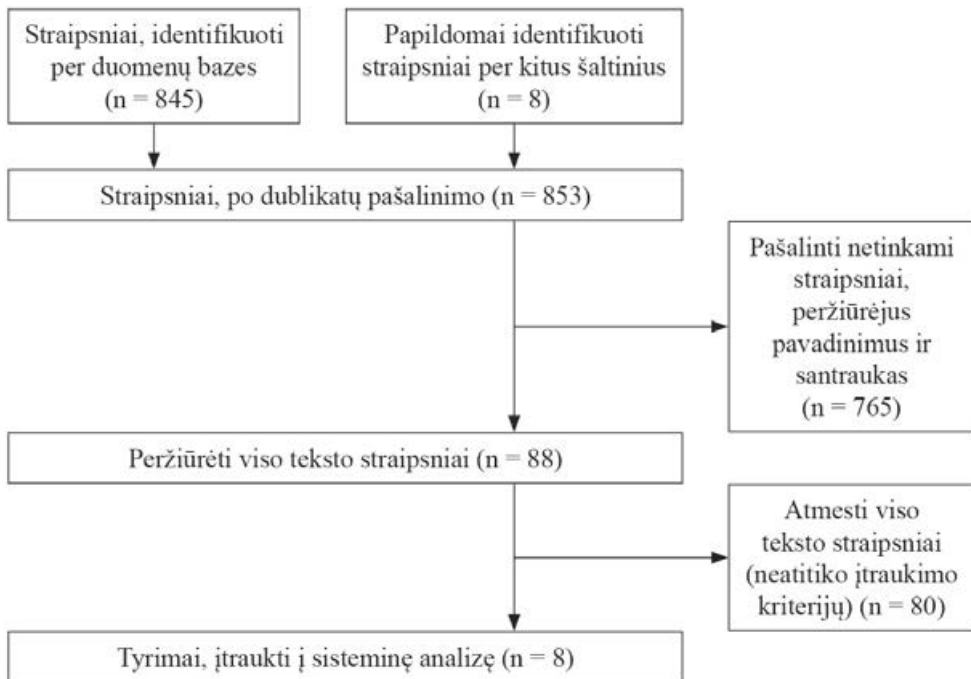 Straipsniai, identifikuoti
per duomenų bazes
(n = 845)
Papildomai identifikuoti
straipsniai per kitus šaltinius
(n = 8)
Straipsniai, po dublikatų pašalinimo (n = 853)
Pašalinti netinkami
straipsniai,
peržiūrėjus
pavadinimus ir
santraukas
(n = 765)
Peržiūrėti viso teksto straipsniai (n = 88)
Atmesti viso
teksto straipsniai
(neatitiko įtraukimo
kriterijų) (n = 80)
Tyrimai, įtraukti į sisteminę analizę (n = 8)